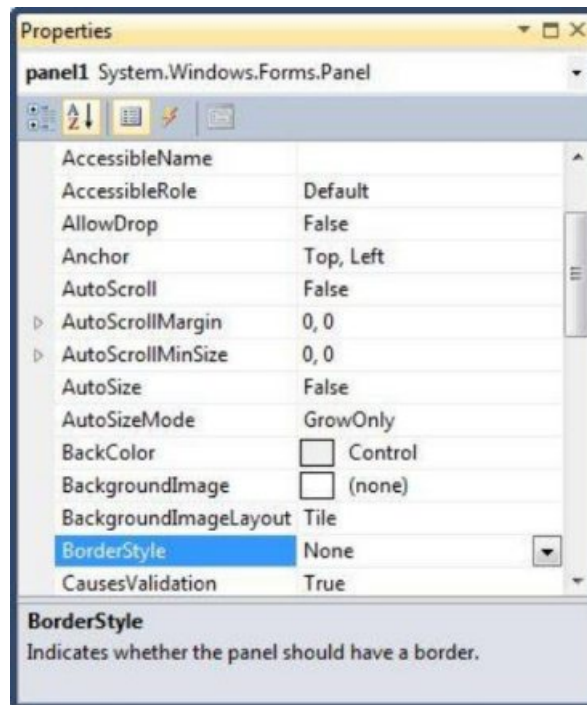 Properties
panel1 System.Windows.Forms.Panel
AccessibleName
AccessibleRole Default
AllowDrop False
Anchor Top, Left
AutoScroll False
AutoScrollMargin 0, 0
AutoScrollMinSize 0, 0
AutoSize False
AutoSizeMode GrowOnly
BackColor Control
BackgroundImage (none)
BackgroundImageLayout Tile
BorderStyle None
CausesValidation True
BorderStyle
Indicates whether the panel should have a border.